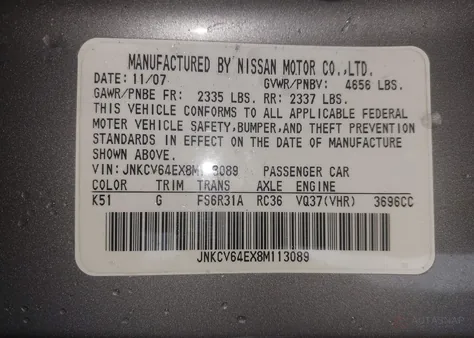 MANUFACTURED BY NISSAN MOTOR CO.,LTD.
DATE: 11/07 GVWR/PNBV: 4656 LBS.
GAWR/PNBE FR: 2335 LBS. RR: 2337 LBS.
THIS VEHICLE CONFORMS TO ALL APPLICABLE FEDERAL
MOTER VEHICLE SAFETY,BUMPER,AND THEFT PREVENTION
STANDARDS IN EFFECT ON THE DATE OF MANUFACTURE
SHOWN ABOVE.
VIN: JNKCV64EX8M113089 PASSENGER CAR
COLOR TRIM TRANS AXLE ENGINE
K51 G FS6R31A RC36 VQ37(VHR) 3696CC
JNKCV64EX8M113089